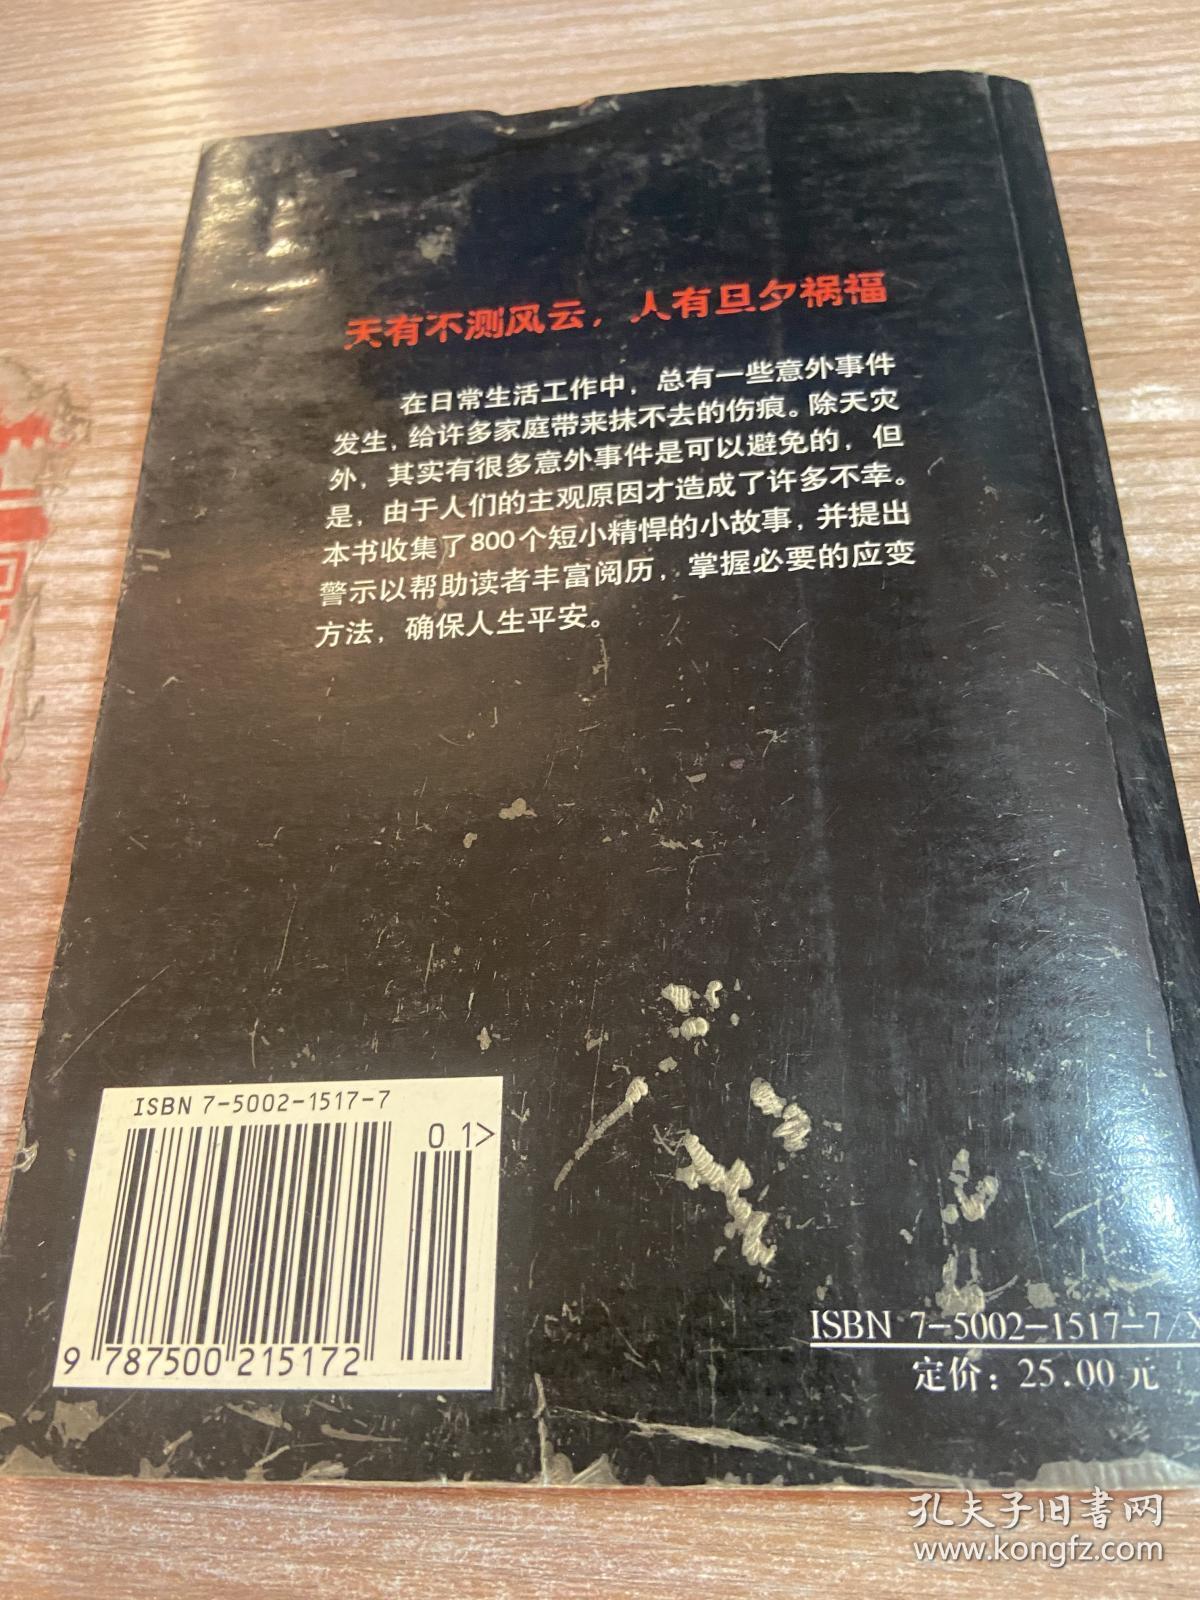 天有不测风云，人有旦夕祸福
在日常生活工作中，总有一些意外事件
发生，给许多家庭带来抹不去的伤痕。除天灾
外，其实有很多意外事件是可以避免的，但
是，由于人们的主观原因才造成了许多不幸。
本书收集了800个短小精悍的小故事，并提出
警示以帮助读者丰富阅历，掌握必要的应变
方法，确保人生平安。
ISBN 7-5002-1517-7
01>
9 787500 215172
ISBN 7-5002-1517-7/X
定价：25.00元
孔夫子旧书网
www.kongfz.com